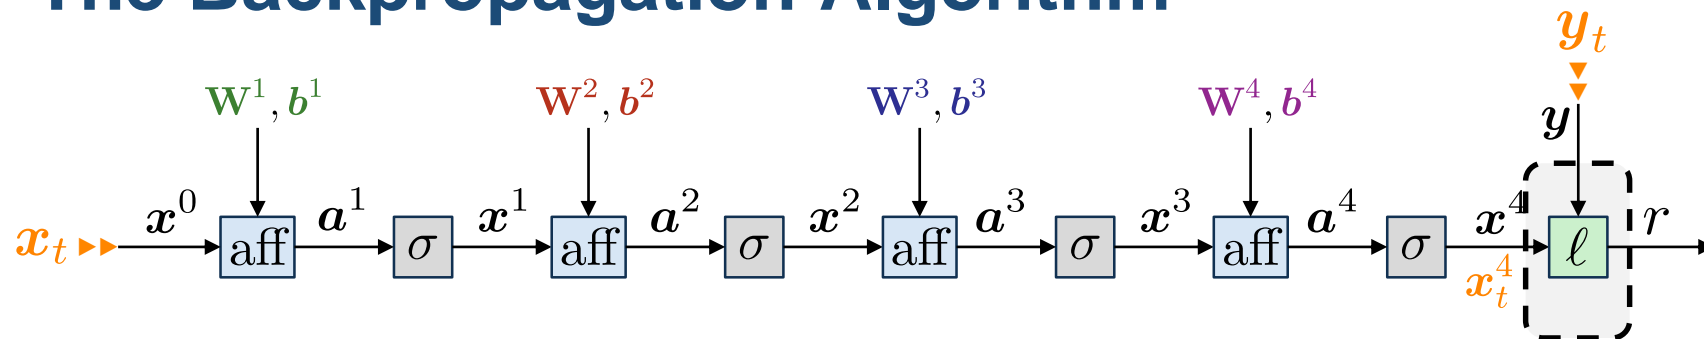 The Backpropagation Algorithm
y_t
W^1, b^1 W^2, b^2 W^3, b^3 W^4, b^4
y
x^0 a^1 x^1 a^2 x^2 a^3 x^3 a^4 x^4 r
x_t aff σ aff σ aff σ aff σ ℓ
x_t^4